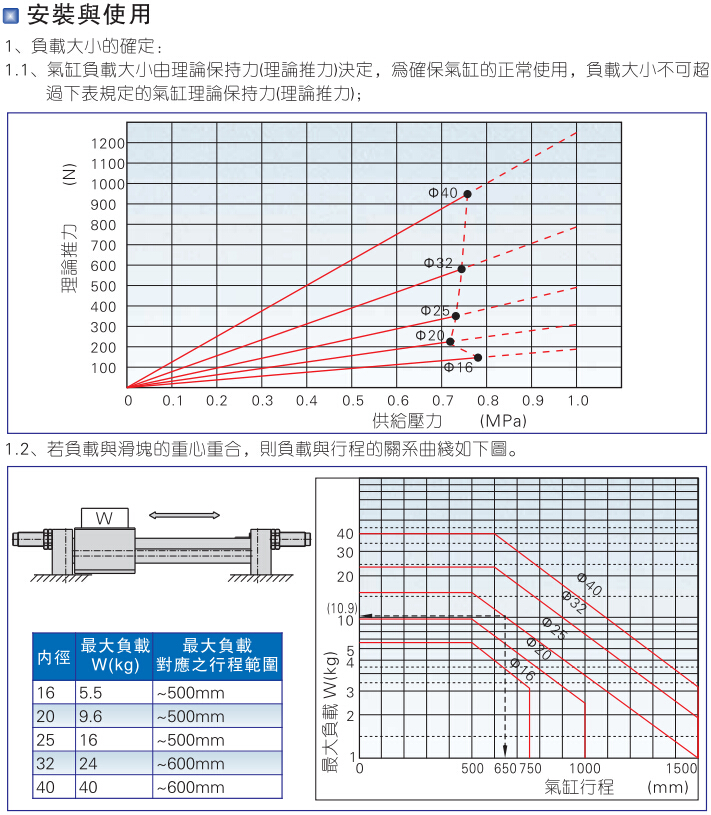 安裝與使用
1、負載大小的確定：
1.1、氣缸負載大小由理論保持力(理論推力)決定，爲確保氣缸的正常使用，負載大小不可超
過下表規定的氣缸理論保持力(理論推力)；
理論推力 (N)
1200
1000
1000
900
800
700
600
500
400
300
200
100
Φ40
Φ32
Φ25
Φ20
Φ16
0 0.1 0.2 0.3 0.4 0.5 0.6 0.7 0.8 0.9 1.0
供給壓力 (MPa)
1.2、若負載與滑塊的重心重合，則負載與行程的關系曲綫如下圖。
W
内徑 最大負載 W(kg) 最大負載 對應之行程範圍
16 5.5 ~500mm
20 9.6 ~500mm
25 16 ~500mm
32 24 ~600mm
40 40 ~600mm
最大負載 W(kg)
40
30
20
(10.9)
10
5
4
3
2
1
Φ40
Φ32
Φ25
Φ20
Φ16
0 500 650 750 1000 1500
氣缸行程 (mm)